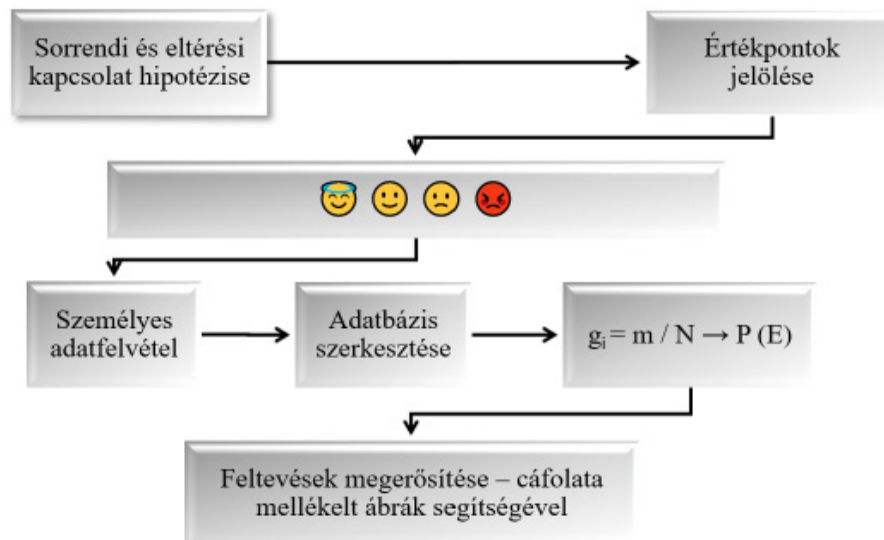 Sorrendi és eltérési
kapcsolat hipotézise
Értékpontok
jelölése
Személyes
adatfelvétel
Adatbázis
szerkesztése
gᵢ = m / N → P (E)
Feltevések megerősítése – cáfolata
mellékelt ábrák segítségével